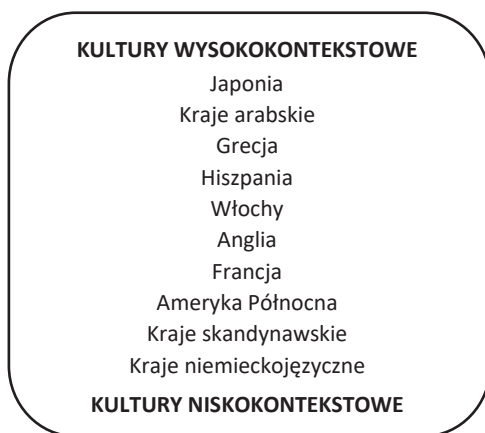 KULTURY WYSOKOKONTEKSTOWE
Japonia
Kraje arabskie
Grecja
Hiszpania
Włochy
Anglia
Francja
Ameryka Północna
Kraje skandynawskie
Kraje niemieckojęzyczne
KULTURY NISKOKONTEKSTOWE